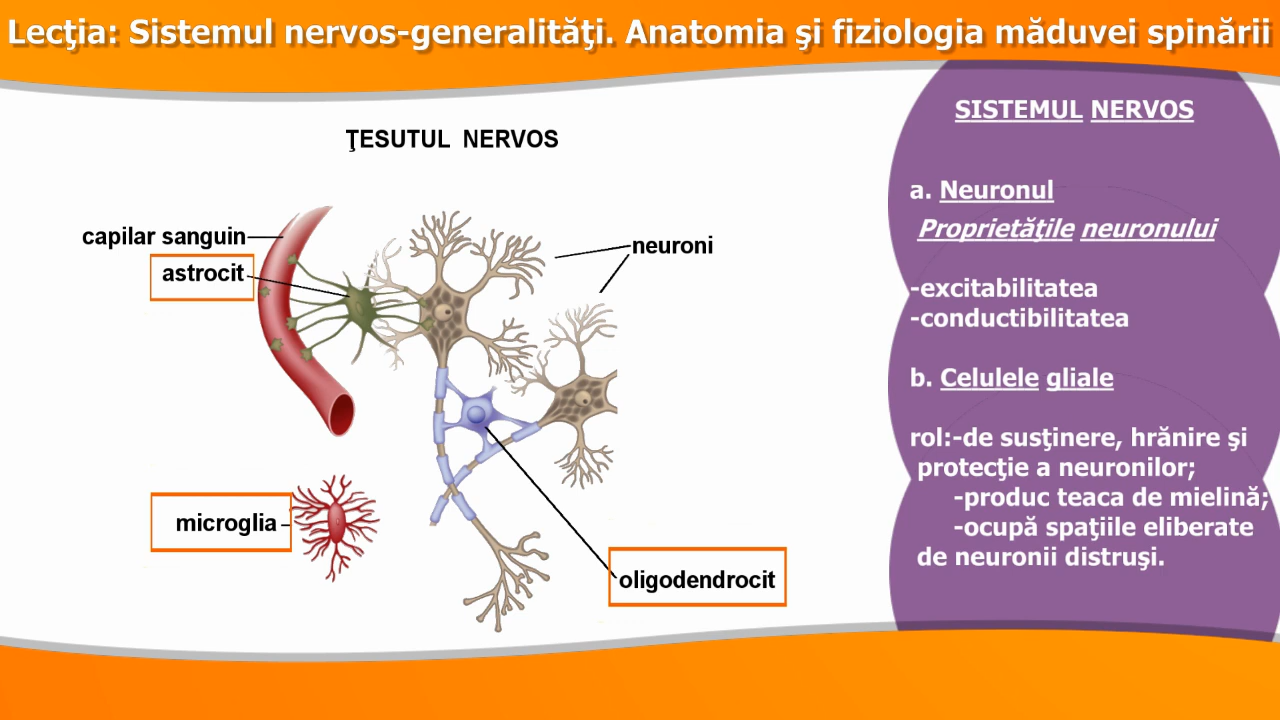 Lecţia: Sistemul nervos-generalităţi. Anatomia şi fiziologia măduvei spinării
ŢESUTUL NERVOS
capilar sanguin
astrocit
neuroni
microglia
oligodendrocit
SISTEMUL NERVOS
a. Neuronul
Proprietăţile neuronului
-excitabilitatea
-conductibilitatea
b. Celulele gliale
rol:-de susţinere, hrănire şi
protecţie a neuronilor;
-produc teaca de mielină;
-ocupă spaţiile eliberate
de neuronii distruşi.